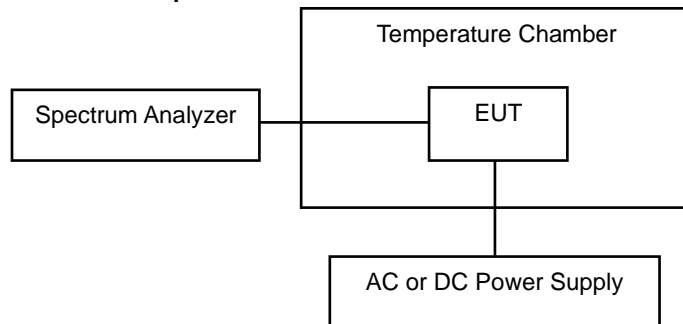 Temperature Chamber
Spectrum Analyzer
EUT
AC or DC Power Supply